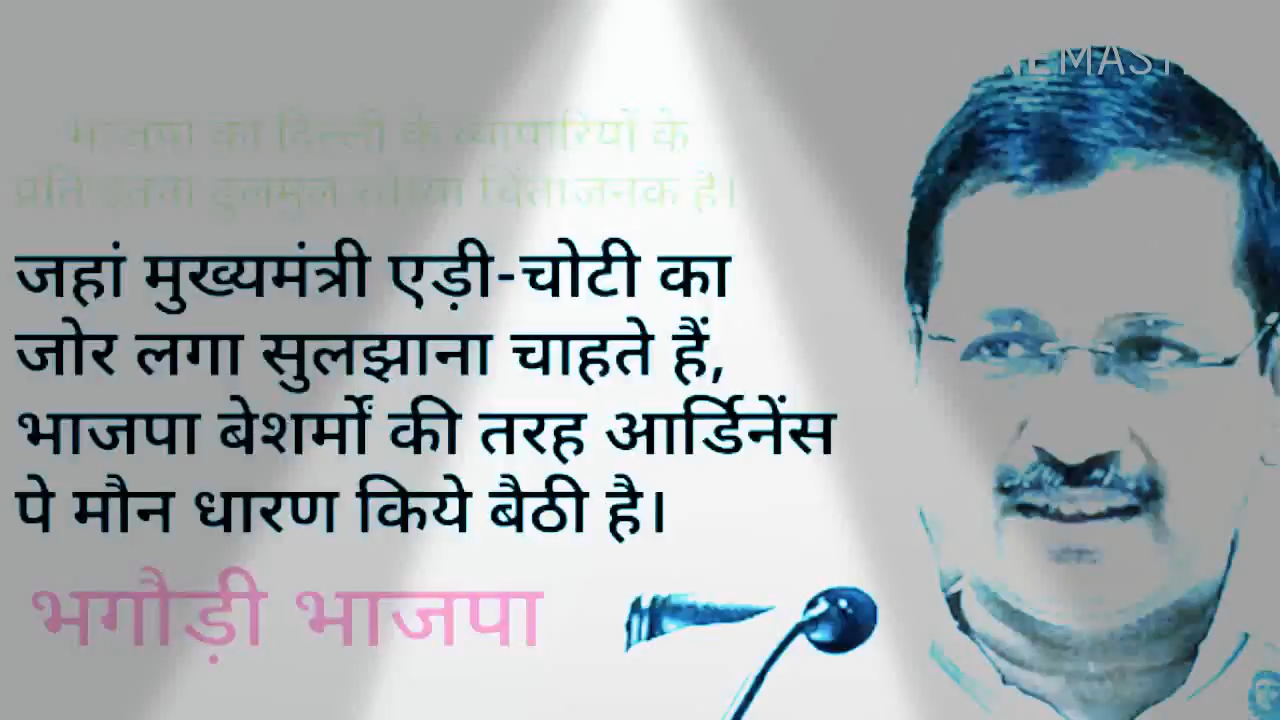 NEMAST
भाजपा का दिल्ली के व्यापारियों के
प्रति इतना ढुलमुल रवैय्या चिंताजनक है।
जहां मुख्यमंत्री एड़ी-चोटी का
जोर लगा सुलझाना चाहते हैं,
भाजपा बेशर्मों की तरह आर्डिनेंस
पे मौन धारण किये बैठी है।
भगौड़ी भाजपा